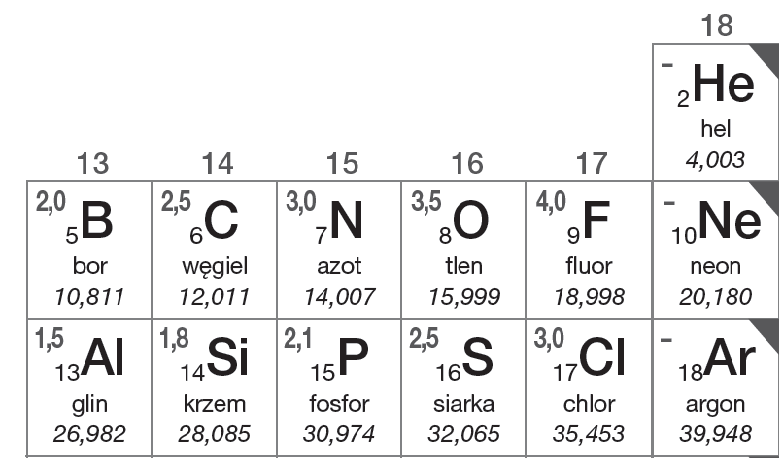 18
– 2He
hel
4,003
13 14 15 16 17
2,0 5B 2,5 6C 3,0 7N 3,5 8O 4,0 9F – 10Ne
bor węgiel azot tlen fluor neon
10,811 12,011 14,007 15,999 18,998 20,180
1,5 13Al 1,8 14Si 2,1 15P 2,5 16S 3,0 17Cl – 18Ar
glin krzem fosfor siarka chlor argon
26,982 28,085 30,974 32,065 35,453 39,948